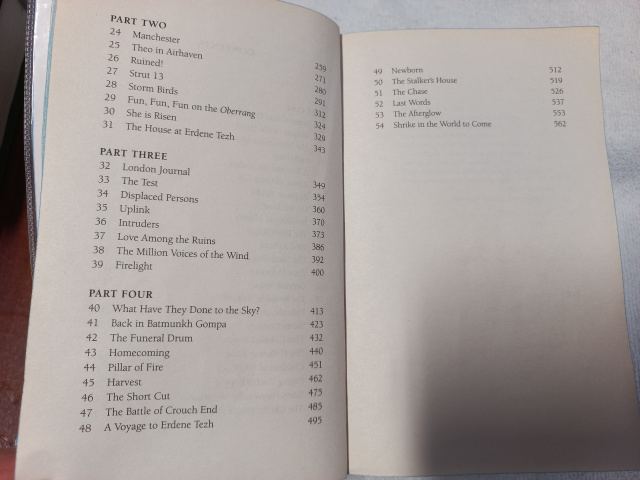 PART TWO
24 Manchester 259
25 Theo in Airhaven 271
26 Ruined! 280
27 Strut 13 291
28 Storm Birds 312
29 Fun, Fun, Fun on the Oberrang 324
30 She is Risen 328
31 The House at Erdene Tezh 343
PART THREE
32 London Journal 349
33 The Test 354
34 Displaced Persons 360
35 Uplink 370
36 Intruders 373
37 Love Among the Ruins 386
38 The Million Voices of the Wind 392
39 Firelight 400
PART FOUR
40 What Have They Done to the Sky? 413
41 Back in Batmunkh Gompa 423
42 The Funeral Drum 432
43 Homecoming 440
44 Pillar of Fire 451
45 Harvest 462
46 The Short Cut 475
47 The Battle of Crouch End 485
48 A Voyage to Erdene Tezh 495
49 Newborn 512
50 The Stalker's House 519
51 The Chase 526
52 Last Words 537
53 The Afterglow 553
54 Shrike in the World to Come 562